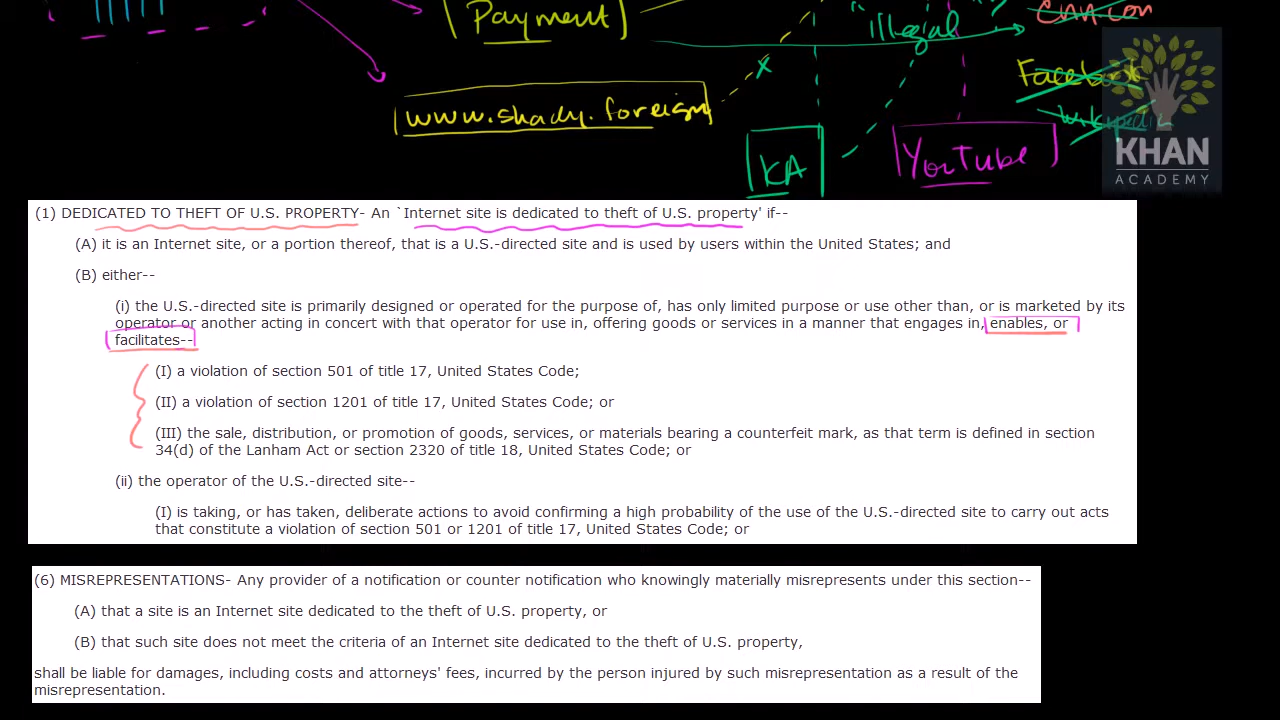 [Payment]
"illegal"
cnn.com
Facebook
www.shady.foreign
KA
YouTube
KHAN
ACADEMY
(1) DEDICATED TO THEFT OF U.S. PROPERTY- An `Internet site is dedicated to theft of U.S. property' if--
(A) it is an Internet site, or a portion thereof, that is a U.S.-directed site and is used by users within the United States; and
(B) either--
(i) the U.S.-directed site is primarily designed or operated for the purpose of, has only limited purpose or use other than, or is marketed by its
operator or another acting in concert with that operator for use in, offering goods or services in a manner that engages in, enables, or
facilitates--
(I) a violation of section 501 of title 17, United States Code;
(II) a violation of section 1201 of title 17, United States Code; or
(III) the sale, distribution, or promotion of goods, services, or materials bearing a counterfeit mark, as that term is defined in section
34(d) of the Lanham Act or section 2320 of title 18, United States Code; or
(ii) the operator of the U.S.-directed site--
(I) is taking, or has taken, deliberate actions to avoid confirming a high probability of the use of the U.S.-directed site to carry out acts
that constitute a violation of section 501 or 1201 of title 17, United States Code; or
(6) MISREPRESENTATIONS- Any provider of a notification or counter notification who knowingly materially misrepresents under this section--
(A) that a site is an Internet site dedicated to the theft of U.S. property, or
(B) that such site does not meet the criteria of an Internet site dedicated to the theft of U.S. property,
shall be liable for damages, including costs and attorneys' fees, incurred by the person injured by such misrepresentation as a result of the
misrepresentation.